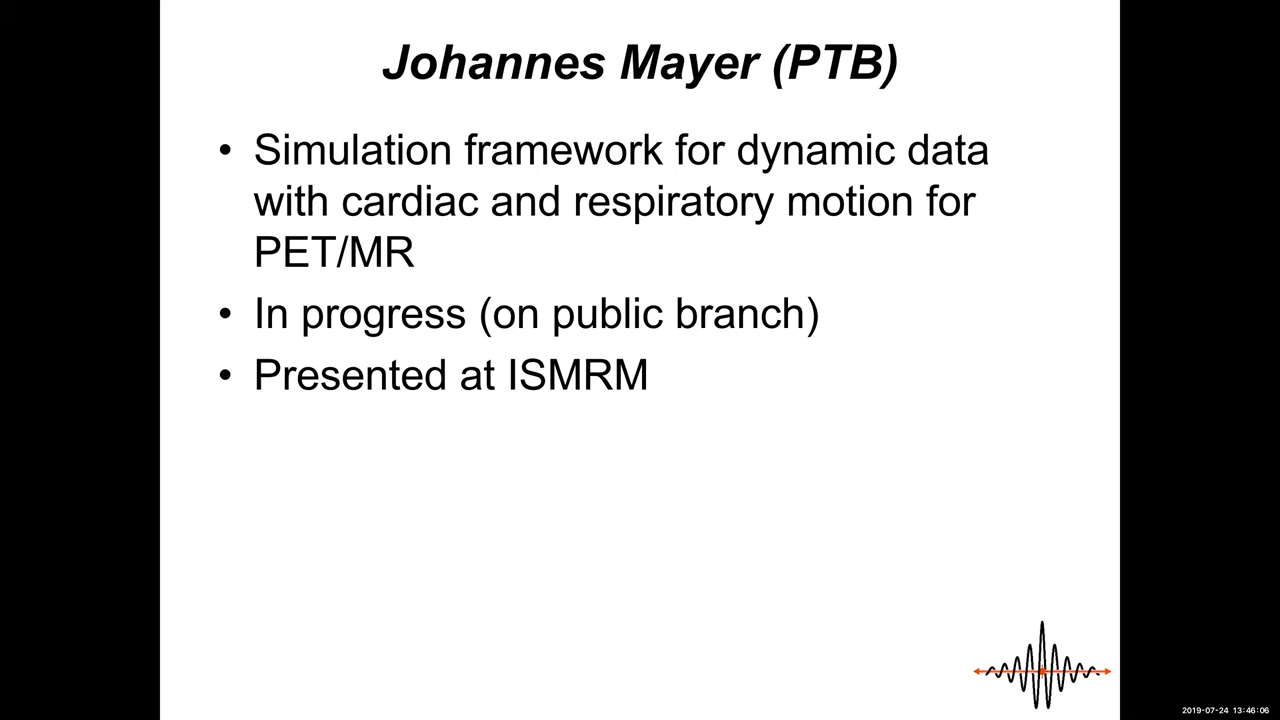 Johannes Mayer (PTB)
• Simulation framework for dynamic data
with cardiac and respiratory motion for
PET/MR
• In progress (on public branch)
• Presented at ISMRM
2019-07-24 13:46:06